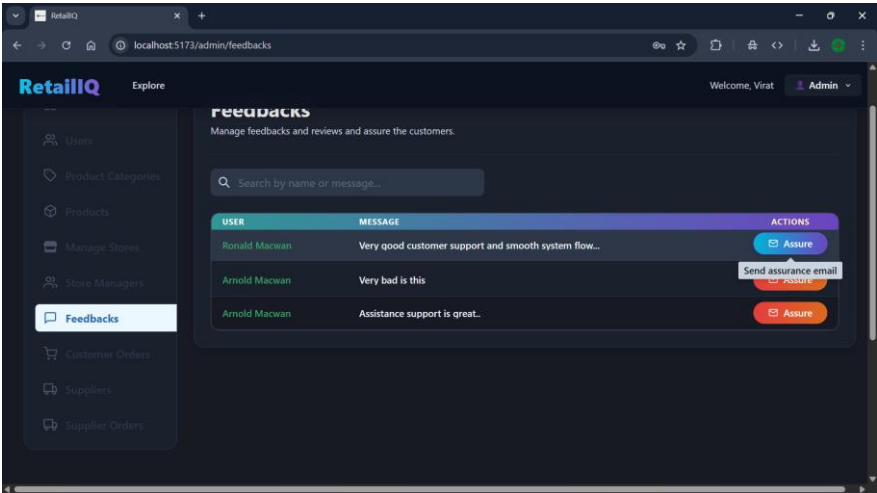 RetailIQ
localhost:5173/admin/feedbacks
RetailIQ
Explore
Welcome, Virat
Admin
Users
Product Categories
Products
Manage Stores
Store Managers
Feedbacks
Customer Orders
Suppliers
Supplier Orders
Feedbacks
Manage feedbacks and reviews and assure the customers.
Search by name or message...
USER MESSAGE ACTIONS
Ronald Macwan Very good customer support and smooth system flow... Assure
Send assurance email
Arnold Macwan Very bad is this Assure
Arnold Macwan Assistance support is great.. Assure